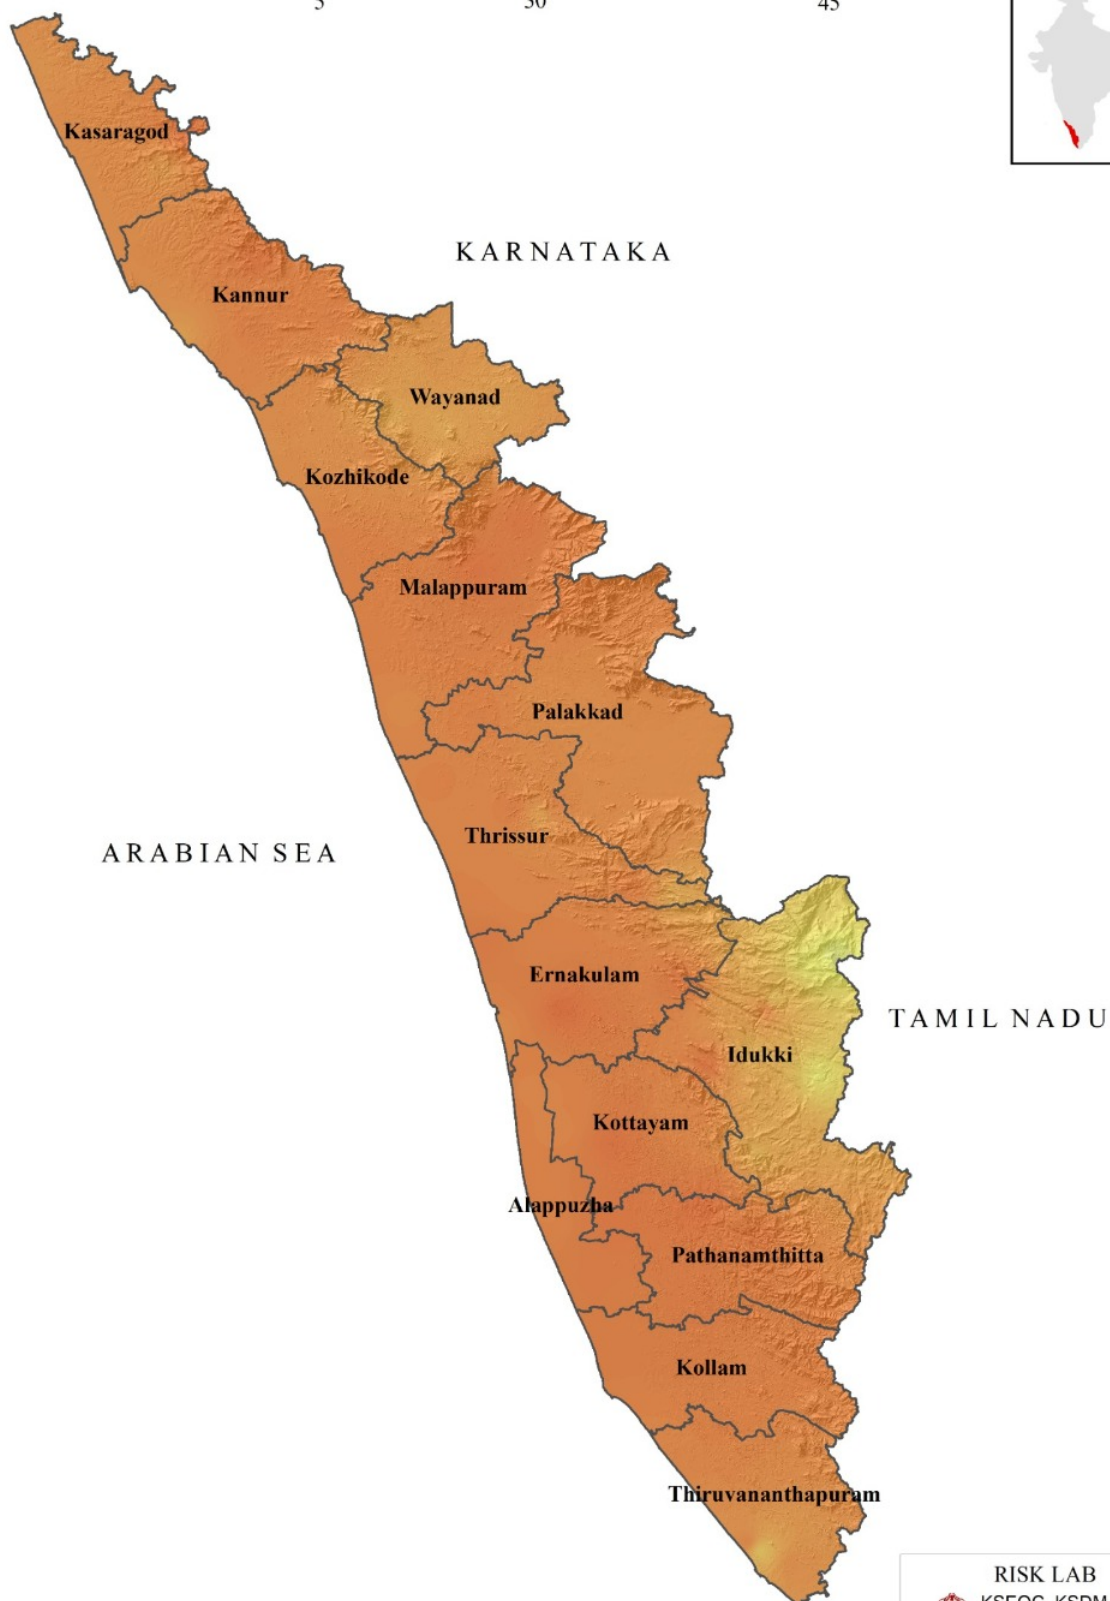 45
Kasaragod
KARNATAKA
Kannur
Wayanad
Kozhikode
Malappuram
Palakkad
Thrissur
ARABIAN SEA
Ernakulam
TAMIL NADU
Idukki
Kottayam
Alappuzha
Pathanamthitta
Kollam
Thiruvananthapuram
RISK LAB